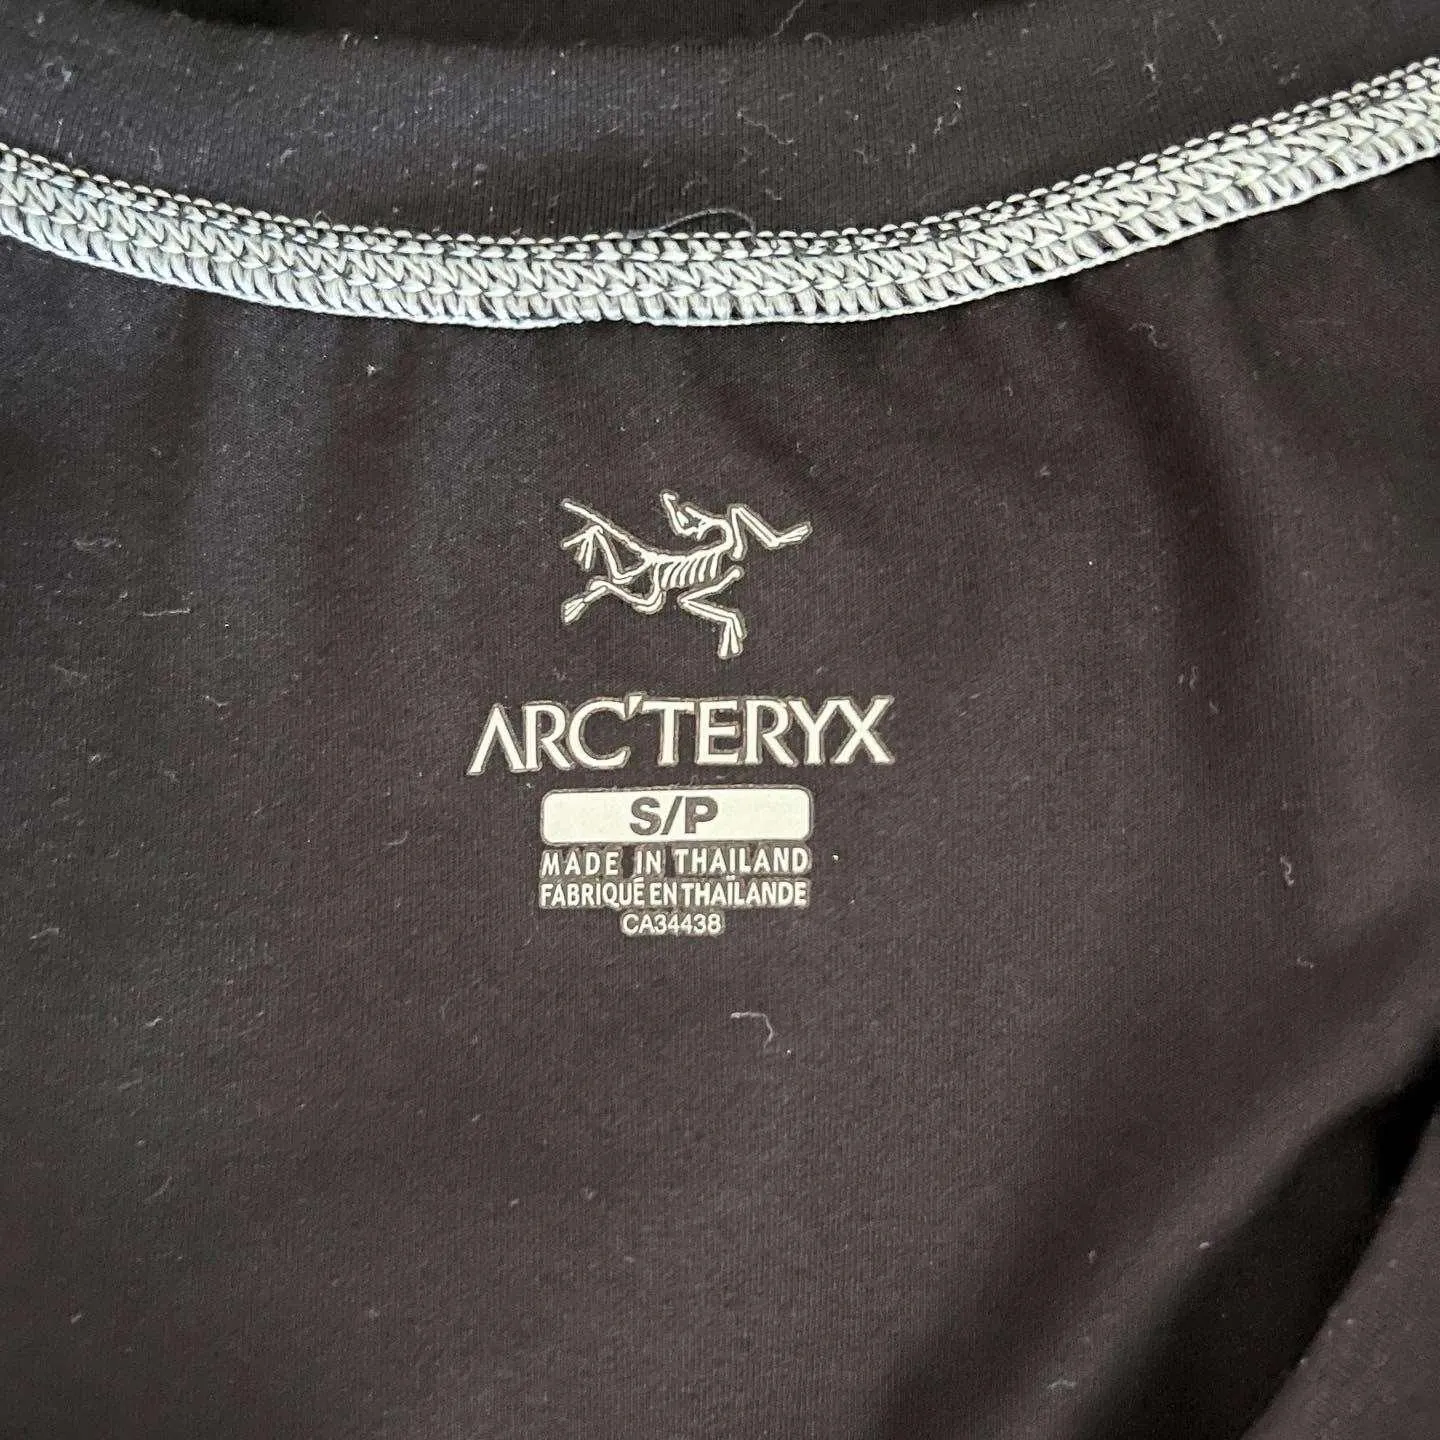 ARC'TERYX
S/P
MADE IN THAILAND
FABRIQUÉ EN THAÏLANDE
CA34438